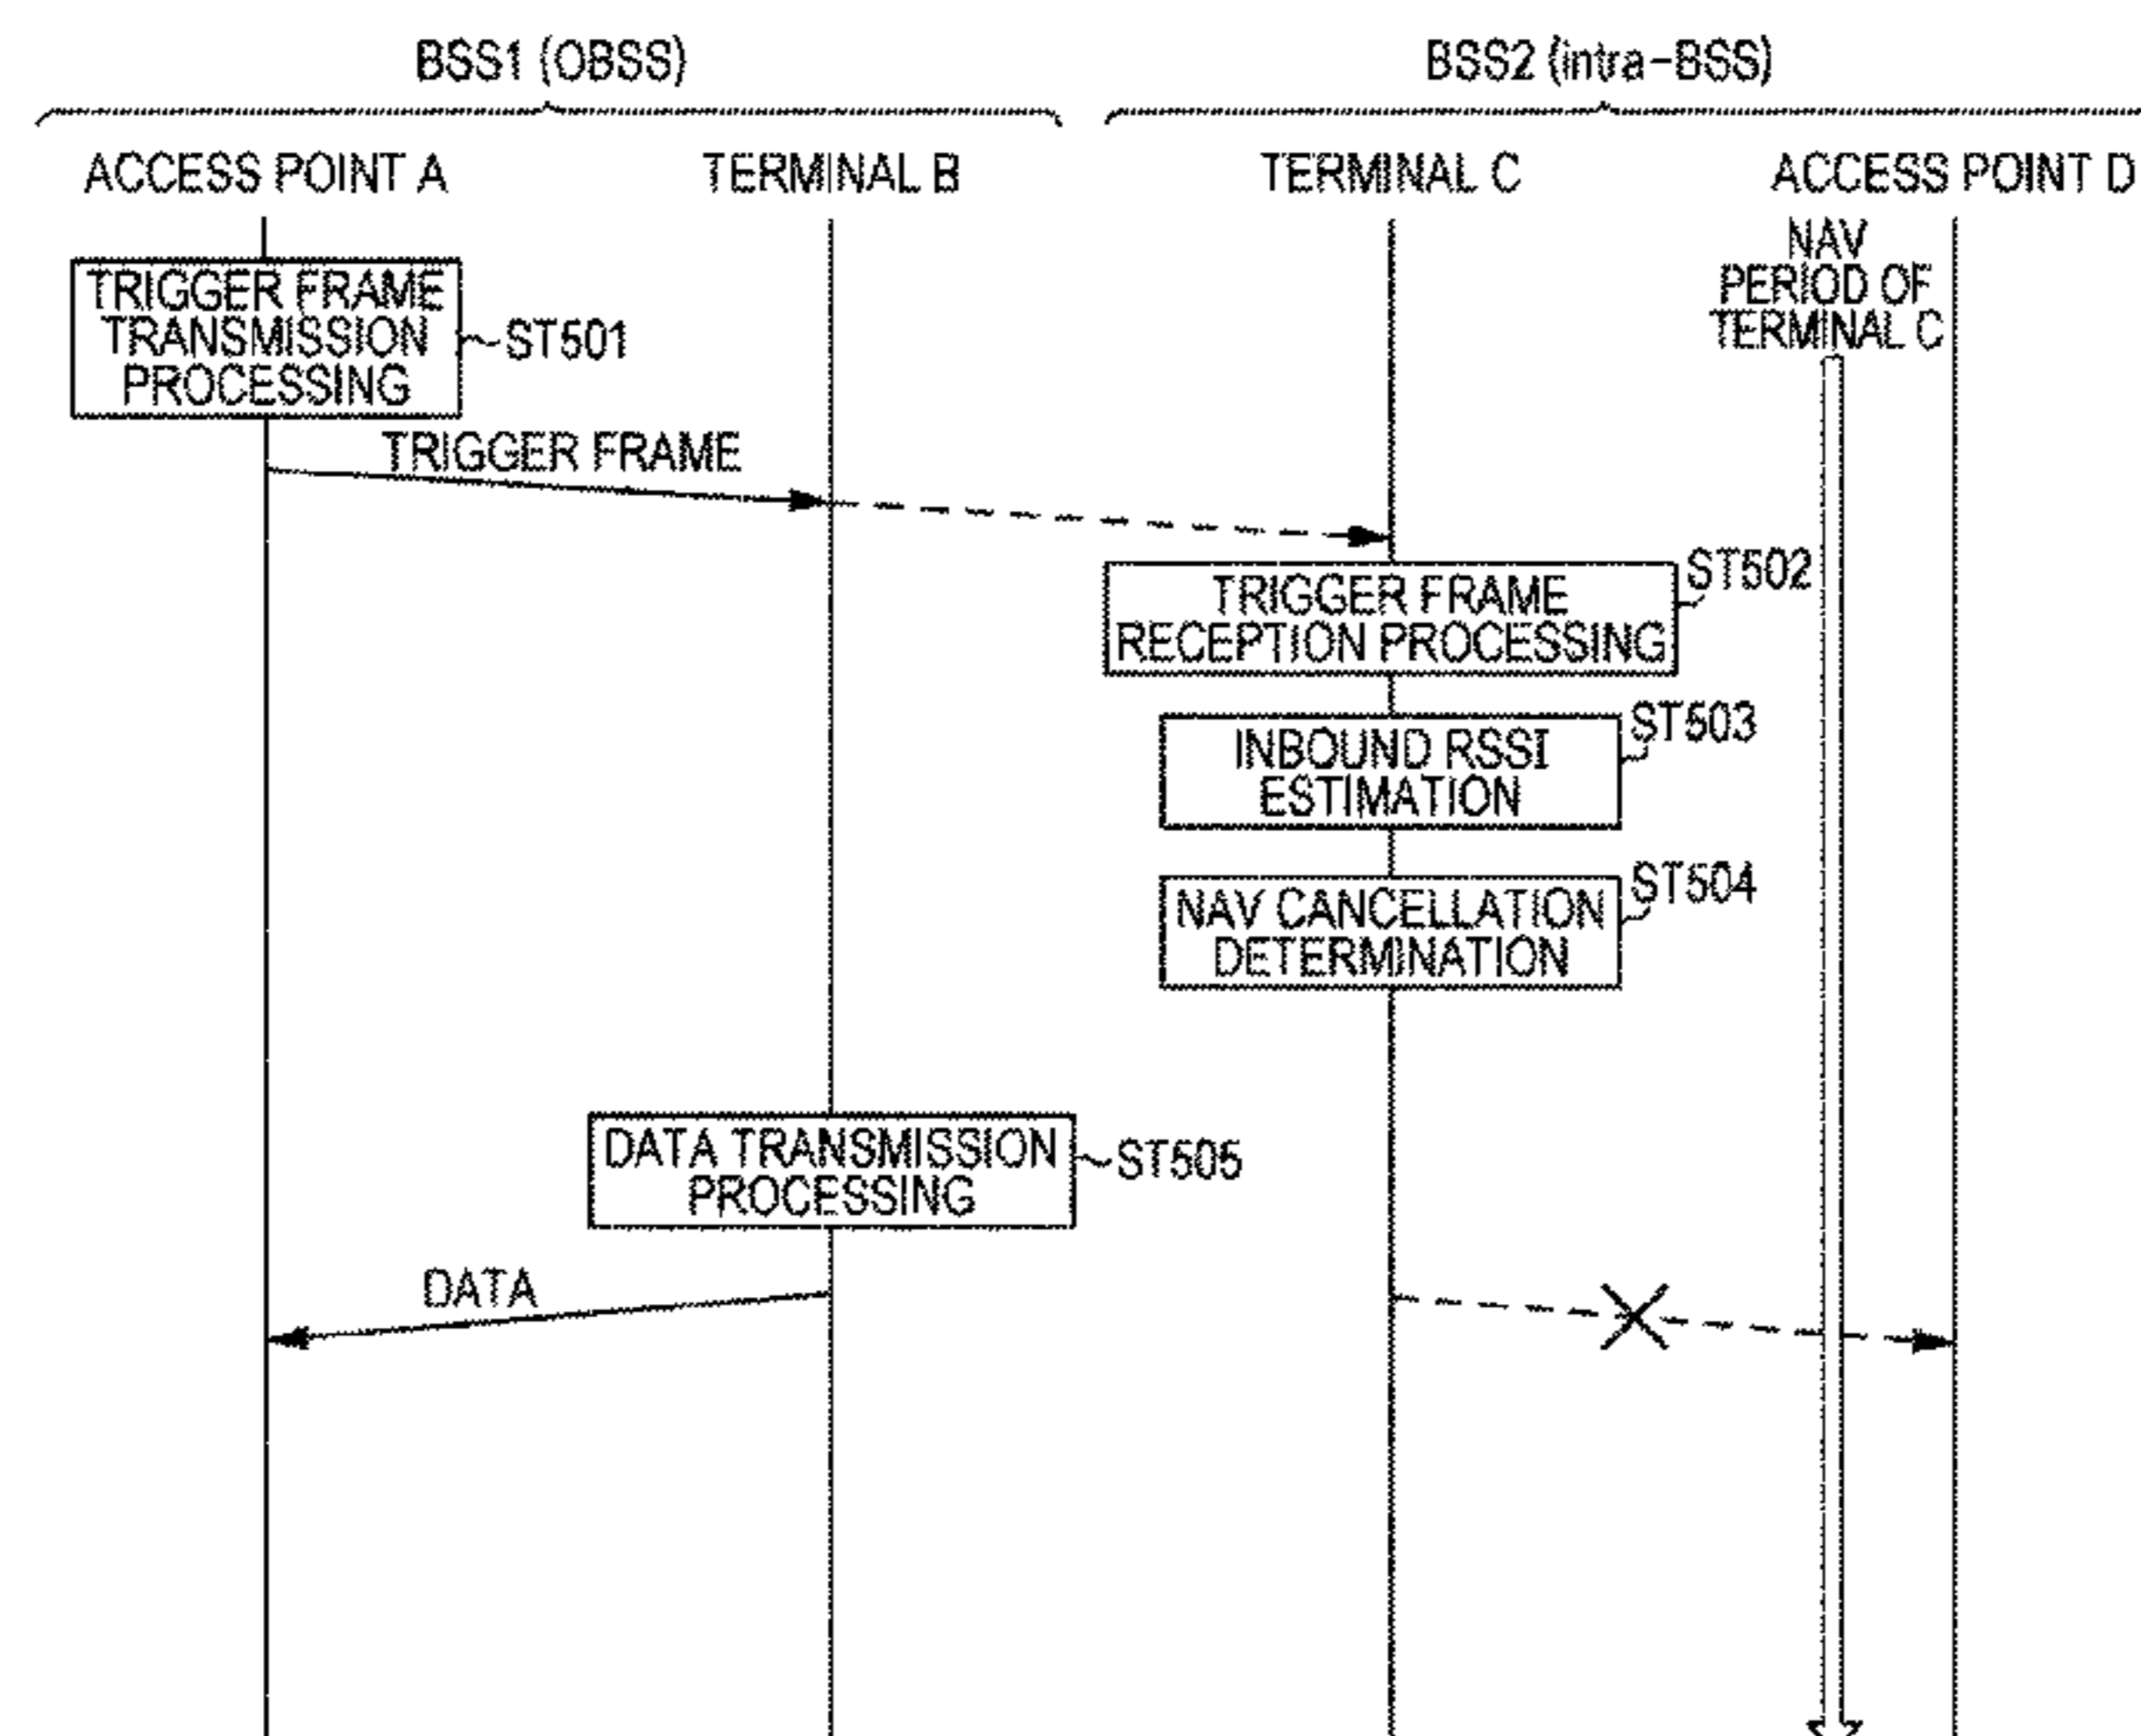 BSS1 (OBSS)
BSS2 (intra-BSS)
ACCESS POINT A
TERMINAL B
TERMINAL C
ACCESS POINT D
NAV
PERIOD OF
TERMINAL C
TRIGGER FRAME
TRANSMISSION
PROCESSING
ST501
TRIGGER FRAME
ST502
TRIGGER FRAME
RECEPTION PROCESSING
ST503
INBOUND RSSI
ESTIMATION
ST504
NAV CANCELLATION
DETERMINATION
DATA TRANSMISSION
PROCESSING
ST505
DATA